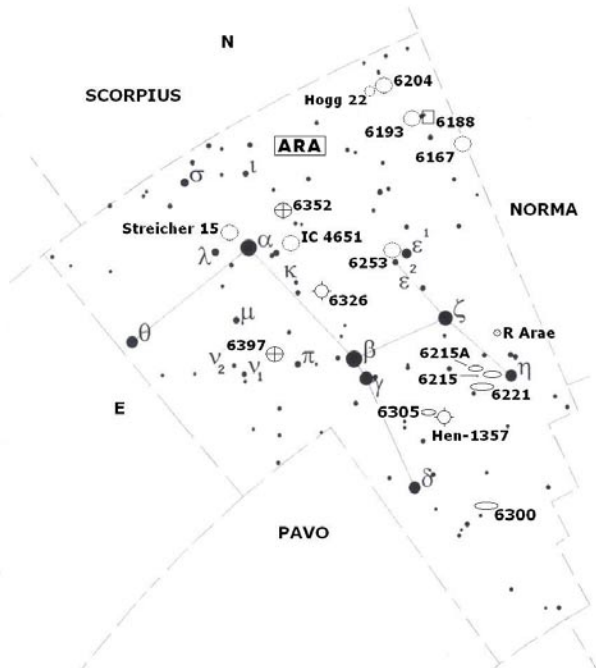 N
SCORPIUS
6204
Hogg 22
6193
6188
ARA
6167
σ
ι
6352
NORMA
Streicher 15
IC 4651
α
λ
6253
ε¹
ε²
κ
6326
μ
ζ
R Arae
θ
6397
β
6215A
ν₂
ν₁
π
γ
6215
η
6221
E
6305
Hen-1357
δ
6300
PAVO